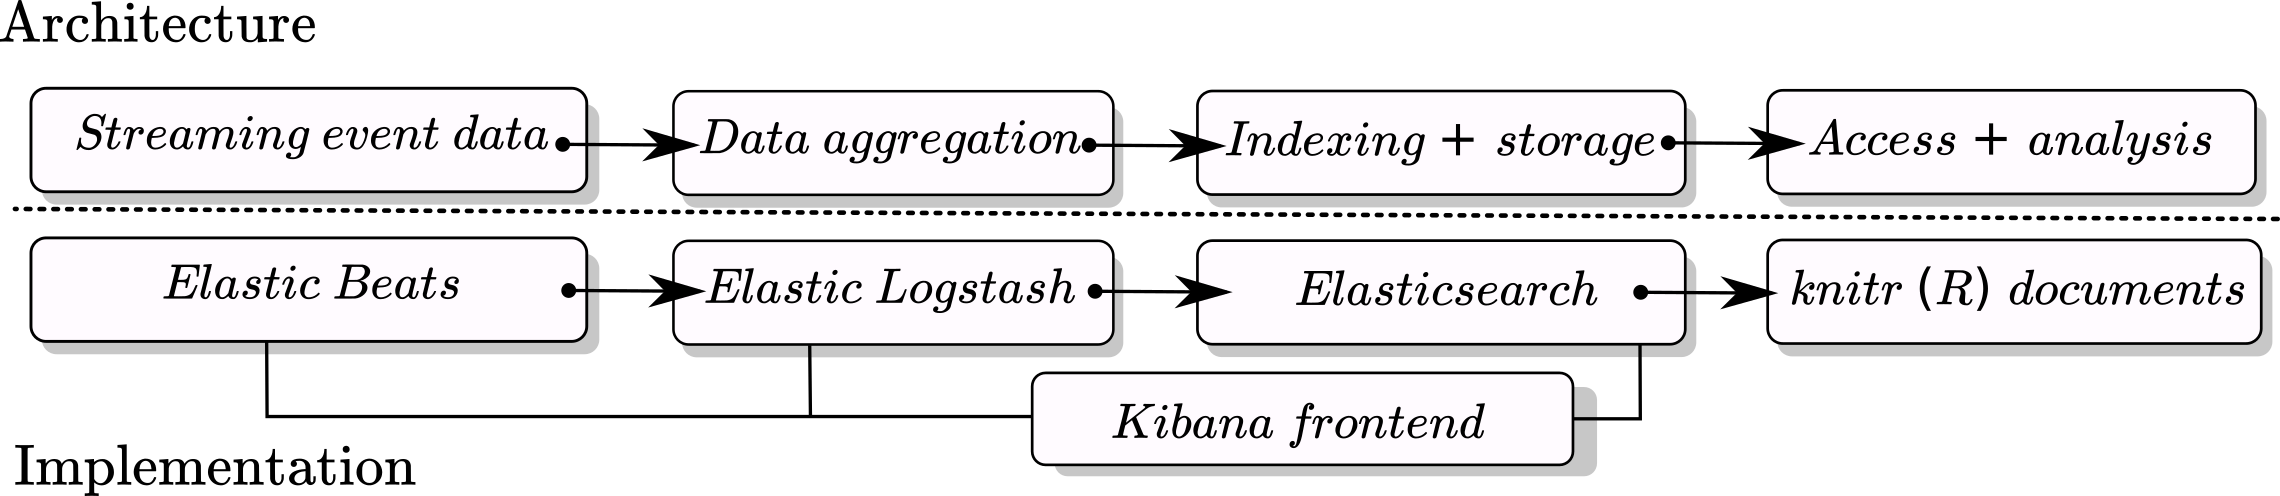 Architecture
Streaming event data
Data aggregation
Indexing + storage
Access + analysis
Elastic Beats
Elastic Logstash
Elasticsearch
knitr (R) documents
Kibana frontend
Implementation